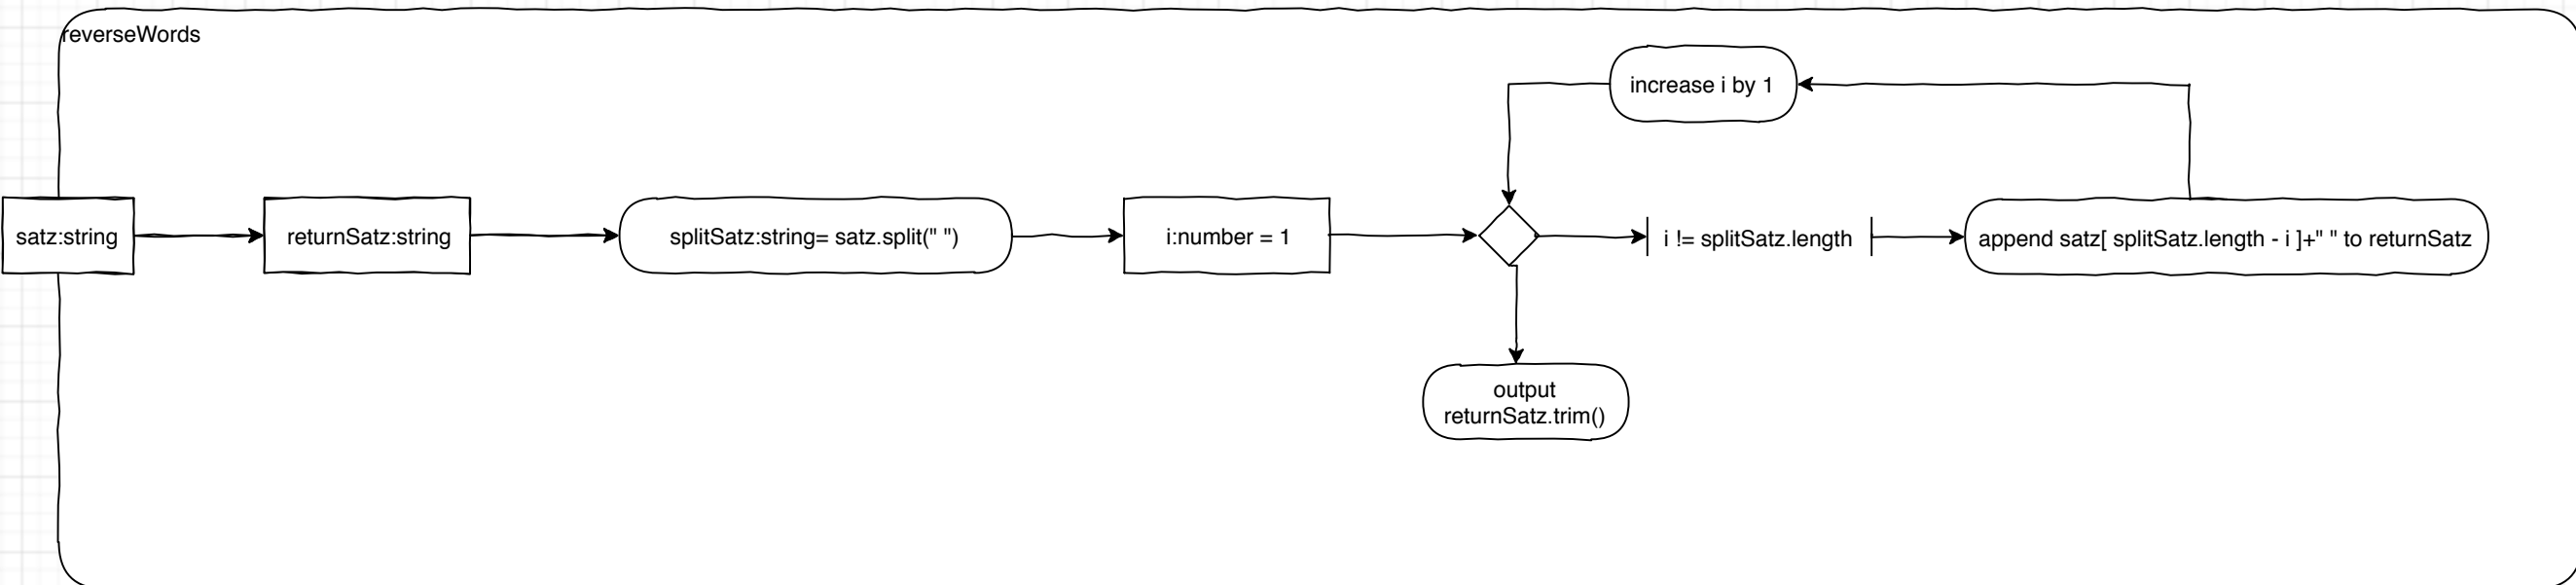 reverseWords
increase i by 1
satz:string
returnSatz:string
splitSatz:string= satz.split(" ")
i:number = 1
i != splitSatz.length
append satz[ splitSatz.length - i ]+" " to returnSatz
output
returnSatz.trim()